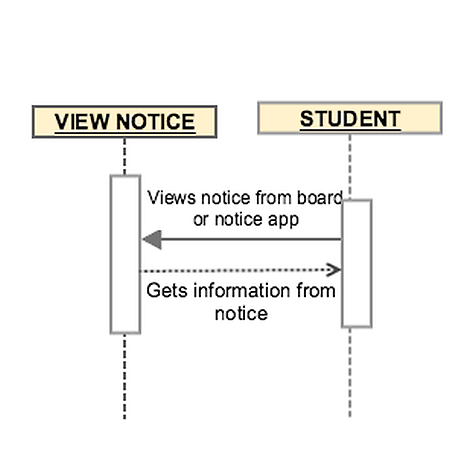 VIEW NOTICE
STUDENT
Views notice from board
or notice app
Gets information from
notice